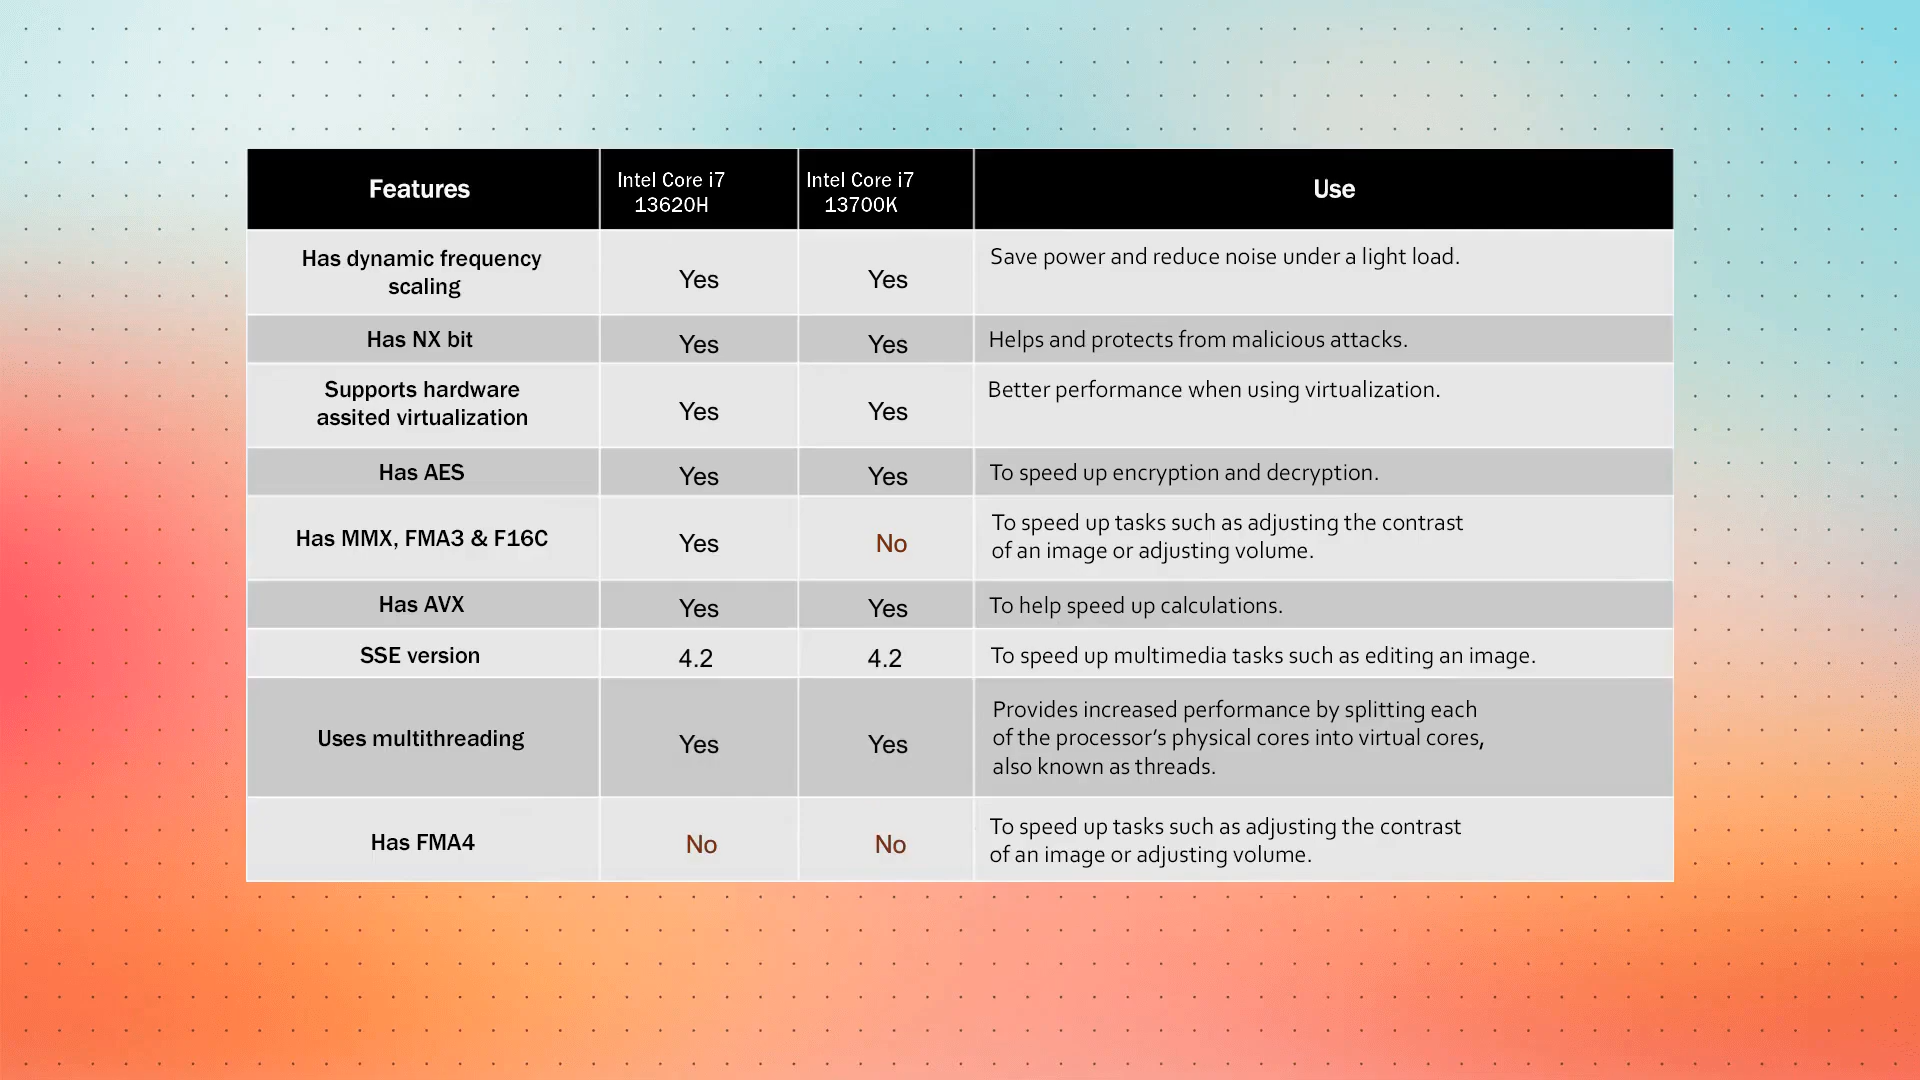 Features
Intel Core i7
13620H
Intel Core i7
13700K
Use
Has dynamic frequency
scaling
Yes
Yes
Save power and reduce noise under a light load.
Has NX bit
Yes
Yes
Helps and protects from malicious attacks.
Supports hardware
assited virtualization
Yes
Yes
Better performance when using virtualization.
Has AES
Yes
Yes
To speed up encryption and decryption.
Has MMX, FMA3 & F16C
Yes
No
To speed up tasks such as adjusting the contrast
of an image or adjusting volume.
Has AVX
Yes
Yes
To help speed up calculations.
SSE version
4.2
4.2
To speed up multimedia tasks such as editing an image.
Uses multithreading
Yes
Yes
Provides increased performance by splitting each
of the processor’s physical cores into virtual cores,
also known as threads.
Has FMA4
No
No
To speed up tasks such as adjusting the contrast
of an image or adjusting volume.